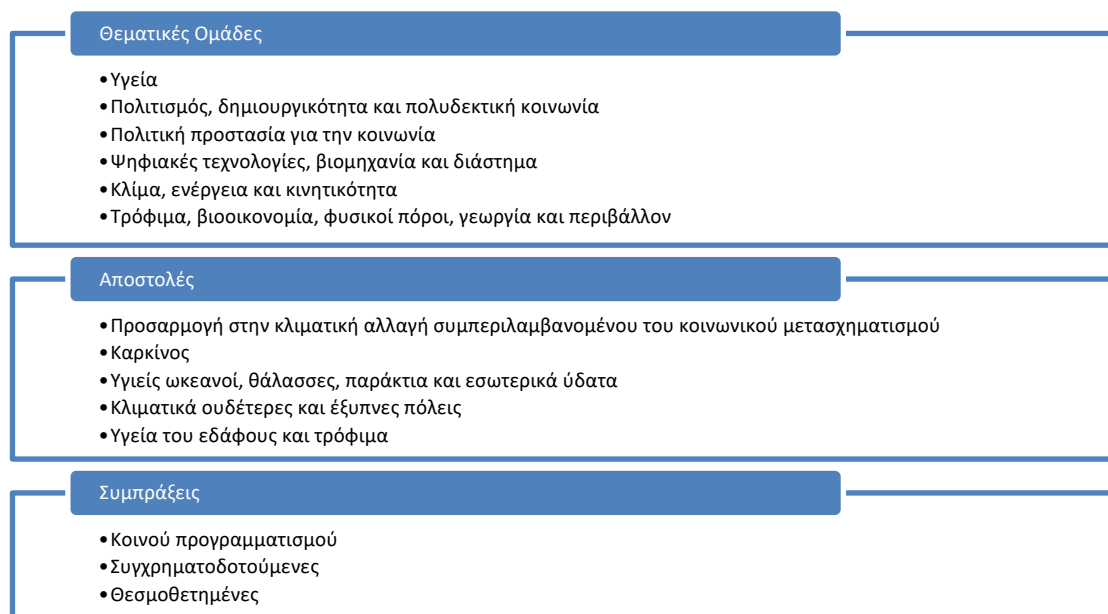 Θεματικές Ομάδες
•Υγεία
•Πολιτισμός, δημιουργικότητα και πολυδεκτική κοινωνία
•Πολιτική προστασία για την κοινωνία
•Ψηφιακές τεχνολογίες, βιομηχανία και διάστημα
•Κλίμα, ενέργεια και κινητικότητα
•Τρόφιμα, βιοοικονομία, φυσικοί πόροι, γεωργία και περιβάλλον
Αποστολές
•Προσαρμογή στην κλιματική αλλαγή συμπεριλαμβανομένου του κοινωνικού μετασχηματισμού
•Καρκίνος
•Υγιείς ωκεανοί, θάλασσες, παράκτια και εσωτερικά ύδατα
•Κλιματικά ουδέτερες και έξυπνες πόλεις
•Υγεία του εδάφους και τρόφιμα
Συμπράξεις
•Κοινού προγραμματισμού
•Συγχρηματοδοτούμενες
•Θεσμοθετημένες